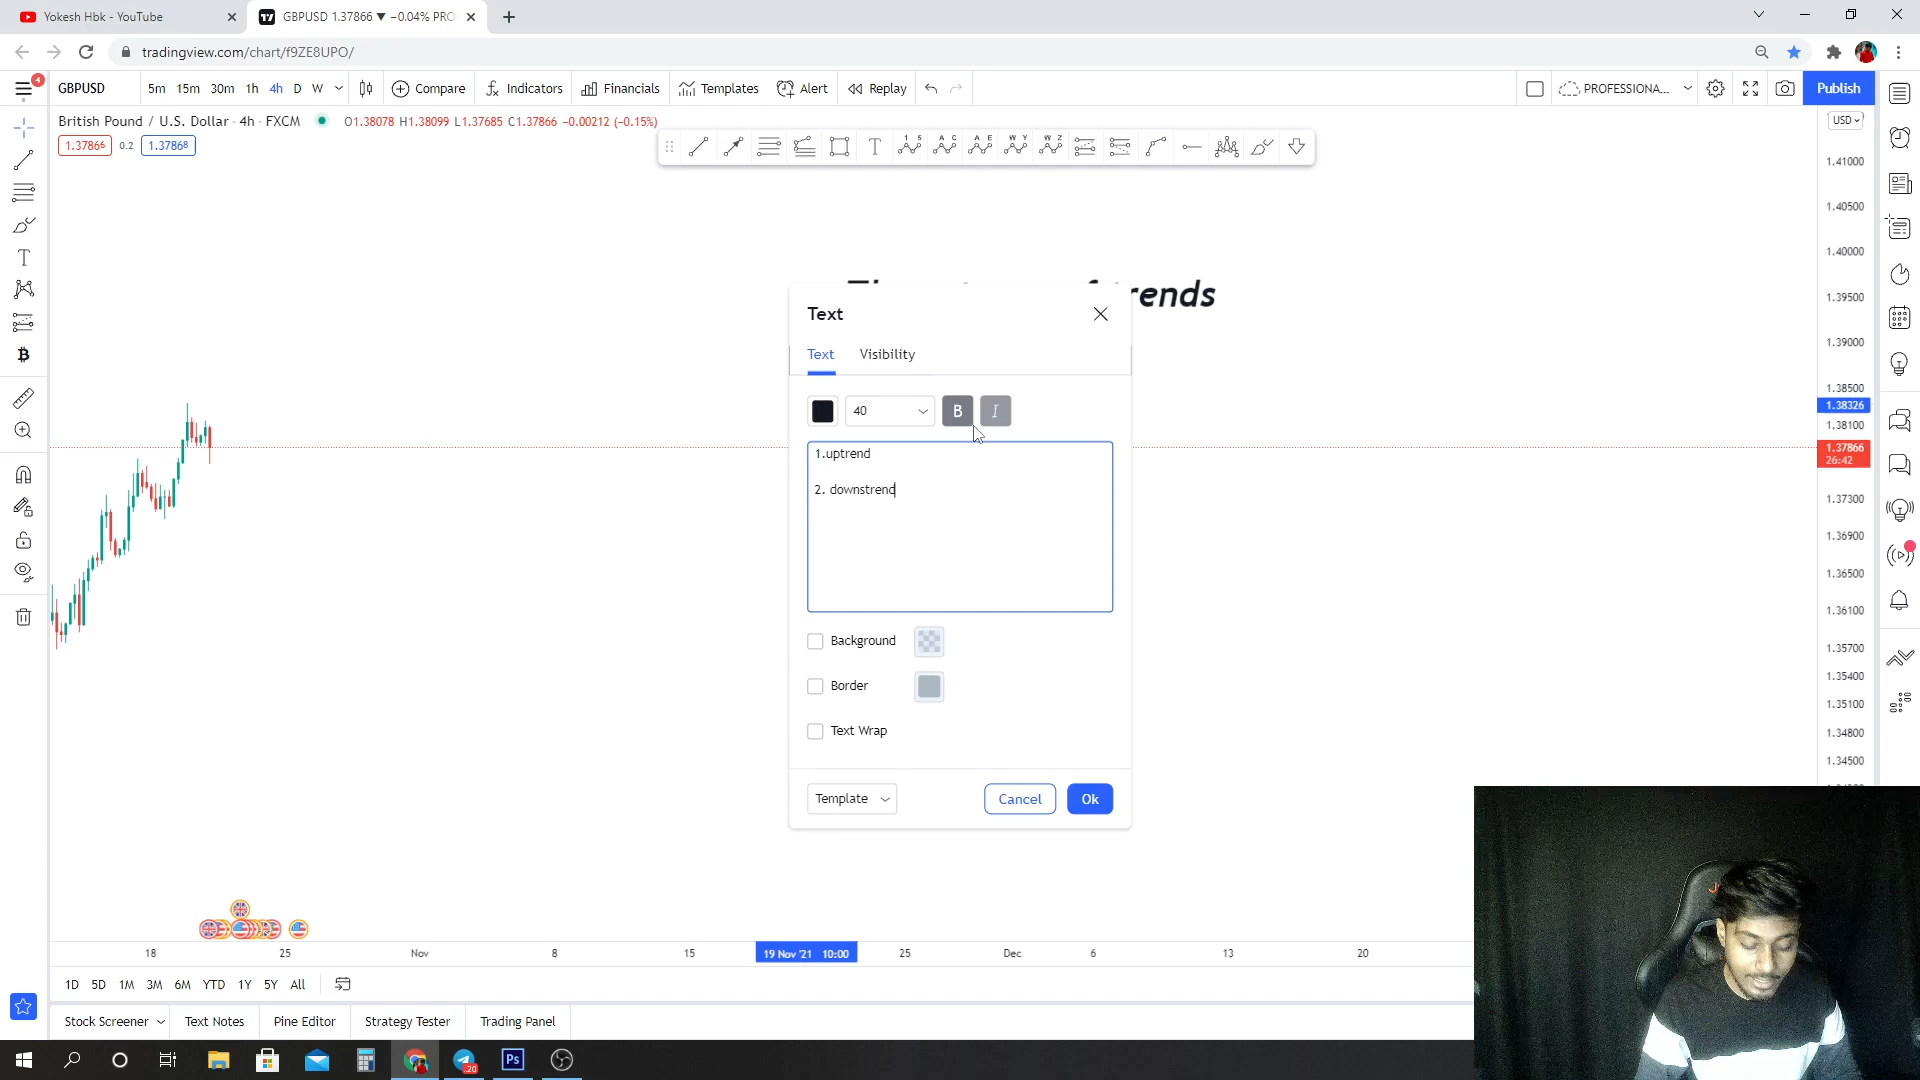 Yokesh Hbk - YouTube
GBPUSD 1.37866 ▼ −0.04% PRO
tradingview.com/chart/f9ZE8UPO/
4
GBPUSD
5m 15m 30m 1h 4h D W
Compare
Indicators
Financials
Templates
Alert
Replay
PROFESSIONA...
Publish
British Pound / U.S. Dollar · 4h · FXCM
O1.38078 H1.38099 L1.37685 C1.37866 −0.00212 (−0.15%)
1.37866 0.2 1.37868
USD
1.41000
1.40500
1.40000
1.39500
1.39000
1.38500
1.38326
1.38100
1.37866
26:42
1.37300
1.36900
1.36500
1.36100
1.35700
1.35400
1.35100
1.34800
1.34500
trends
Text
Text Visibility
40
B I
1.uptrend
2. downstrend
Background
Border
Text Wrap
Template
Cancel
Ok
18 25 Nov 8 15 19 Nov '21 10:00 25 Dec 6 13 20
1D 5D 1M 3M 6M YTD 1Y 5Y All
Stock Screener Text Notes Pine Editor Strategy Tester Trading Panel
20
Ps